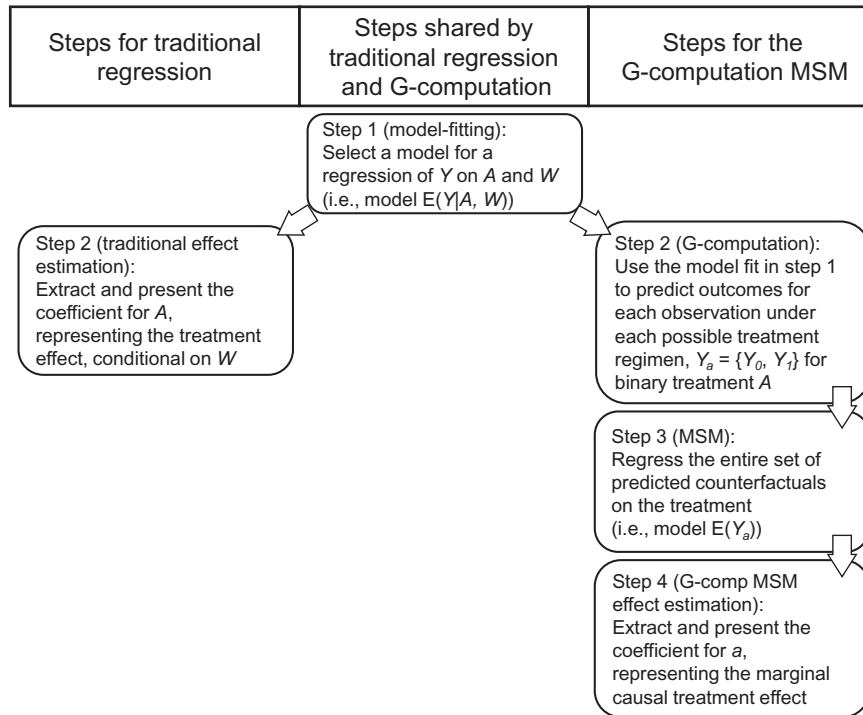 Steps for traditional
regression
Steps shared by
traditional regression
and G-computation
Steps for the
G-computation MSM
Step 1 (model-fitting):
Select a model for a
regression of Y on A and W
(i.e., model E(Y|A, W))
Step 2 (traditional effect
estimation):
Extract and present the
coefficient for A,
representing the treatment
effect, conditional on W
Step 2 (G-computation):
Use the model fit in step 1
to predict outcomes for
each observation under
each possible treatment
regimen, Yₐ = {Y₀, Y₁} for
binary treatment A
Step 3 (MSM):
Regress the entire set of
predicted counterfactuals
on the treatment
(i.e., model E(Yₐ))
Step 4 (G-comp MSM
effect estimation):
Extract and present the
coefficient for a,
representing the marginal
causal treatment effect